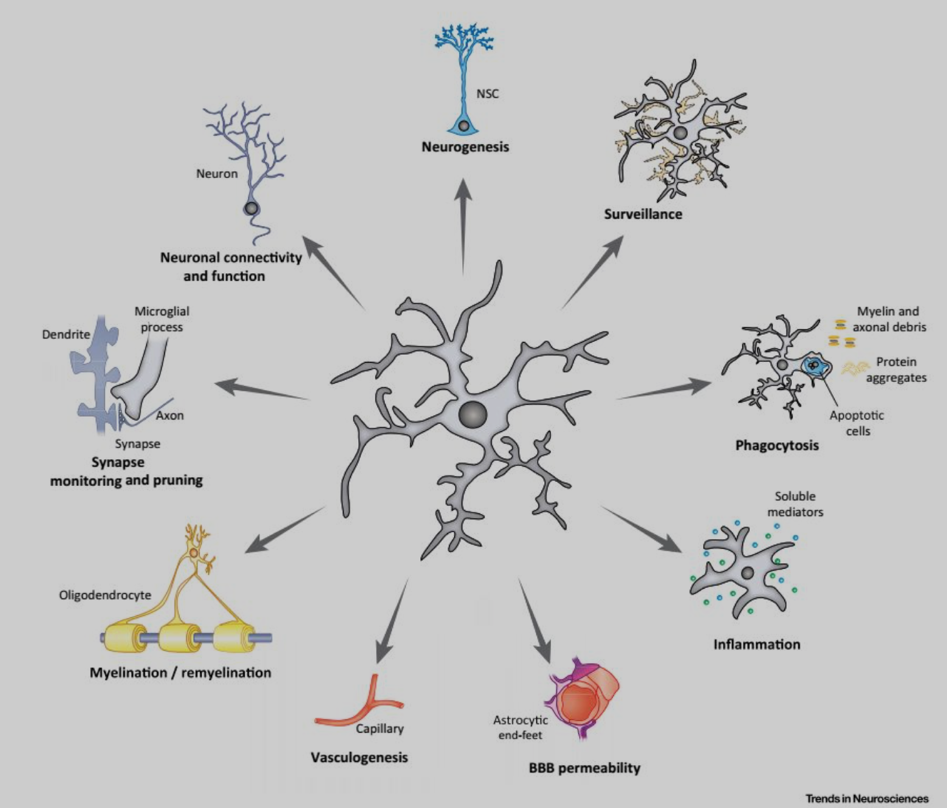 NSC
Neurogenesis
Surveillance
Neuron
Neuronal connectivity
and function
Microglial
process
Dendrite
Axon
Synapse
Synapse
monitoring and pruning
Myelin and
axonal debris
Protein
aggregates
Apoptotic
cells
Phagocytosis
Soluble
mediators
Inflammation
Oligodendrocyte
Myelination / remyelination
Capillary
Vasculogenesis
Astrocytic
end-feet
BBB permeability
Trends in Neurosciences